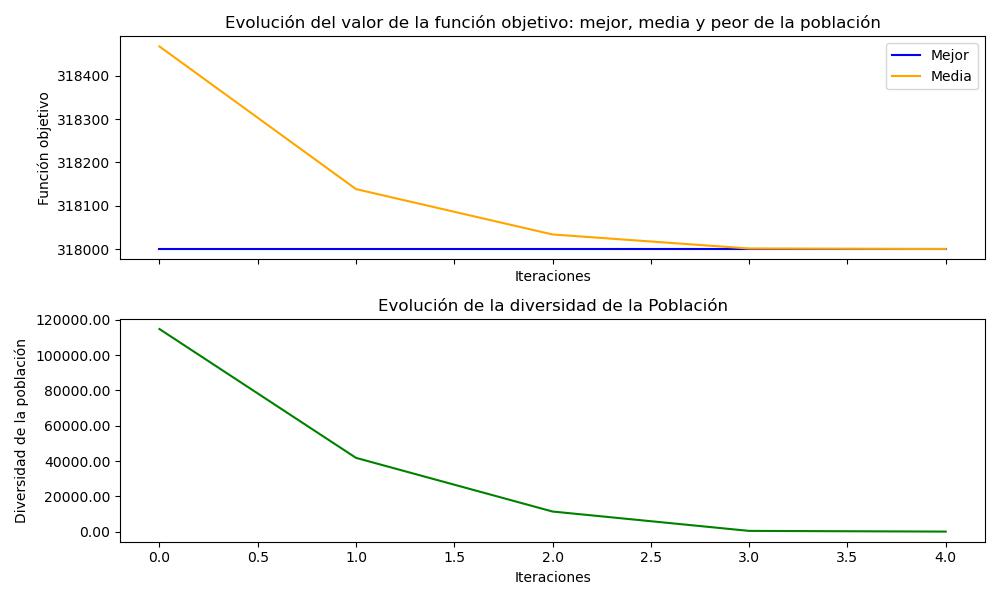 Evolución del valor de la función objetivo: mejor, media y peor de la población
Función objetivo
318400
318300
318200
318100
318000
Mejor
Media
Iteraciones
Evolución de la diversidad de la Población
Diversidad de la población
120000.00
100000.00
80000.00
60000.00
40000.00
20000.00
0.00
0.0 0.5 1.0 1.5 2.0 2.5 3.0 3.5 4.0
Iteraciones